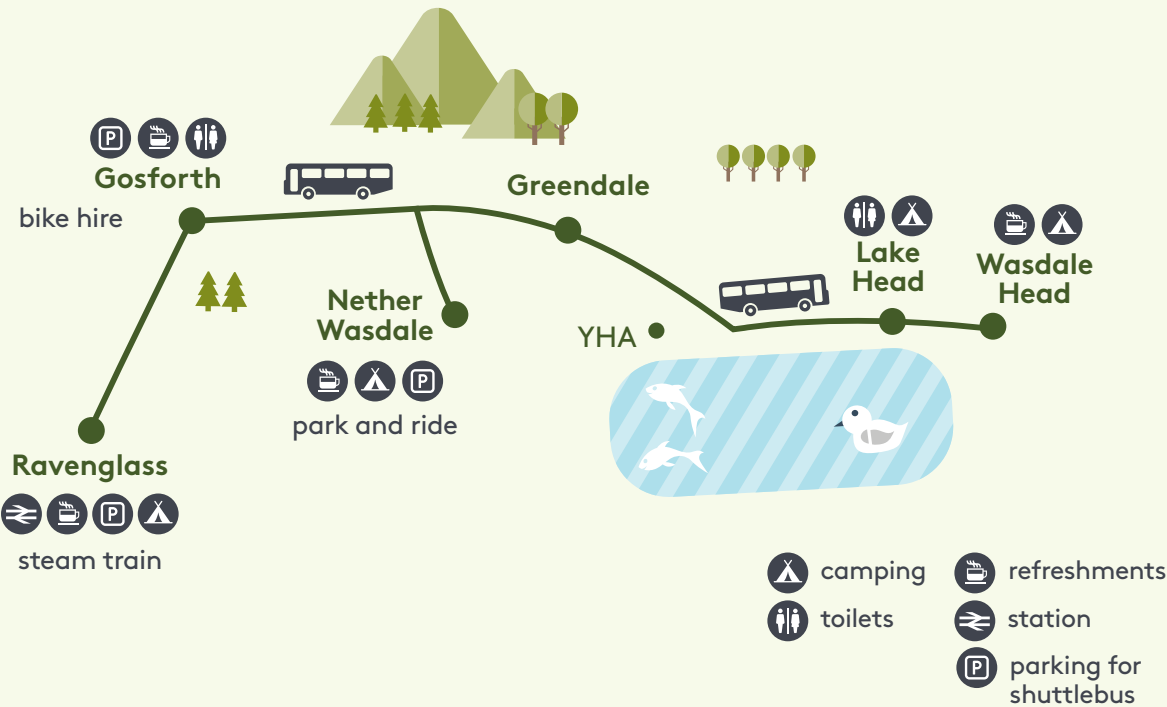 P
Gosforth
bike hire
Greendale
Lake
Head
Wasdale
Head
Nether
Wasdale
P
park and ride
YHA
Ravenglass
P
steam train
camping
refreshments
toilets
station
P
parking for
shuttlebus